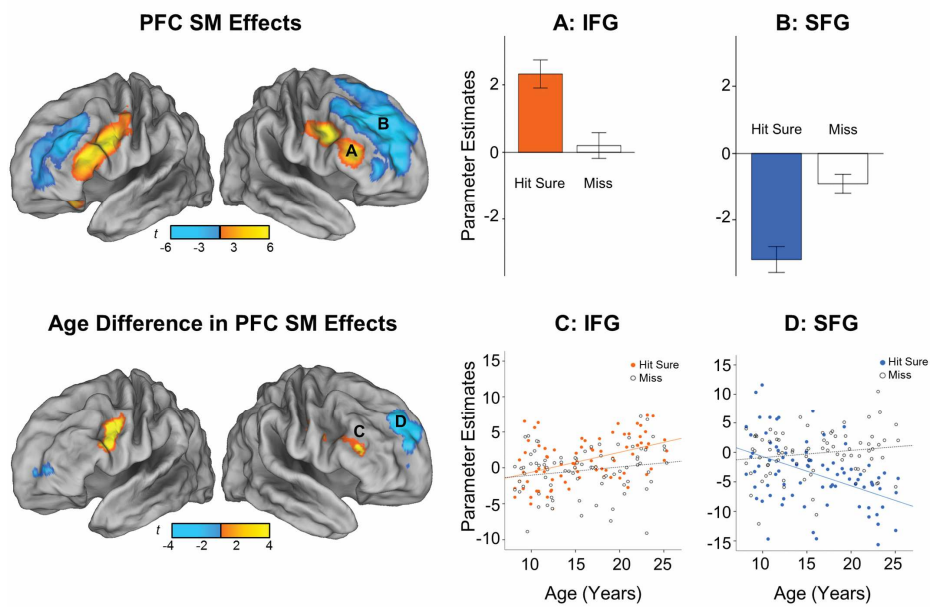 PFC SM Effects
A: IFG
B: SFG
B
A
t
-6 -3 3 6
Parameter Estimates
2
0
-2
Hit Sure Miss
2
0
-2
Hit Sure Miss
Age Difference in PFC SM Effects
C: IFG
D: SFG
C
D
t
-4 -2 2 4
Parameter Estimates
15
10
5
0
-5
-10
Hit Sure
Miss
10 15 20 25
Age (Years)
15
10
5
0
-5
-10
-15
Hit Sure
Miss
10 15 20 25
Age (Years)